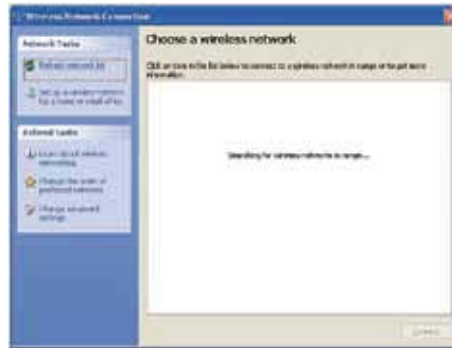 Wireless Network Connection
Network Tasks
Refresh network list
Set up a wireless network
for a home or small office
Related Tasks
Learn about wireless
networking
Change the order of
preferred networks
Change advanced
settings
Choose a wireless network
Click an item in the list below to connect to a wireless network in range or to get more
information.
Searching for wireless networks in range...
Connect